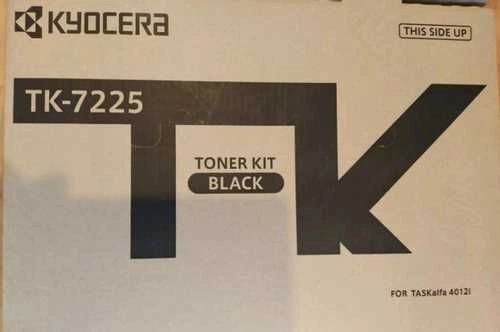 KYOCERA
THIS SIDE UP
TK-7225
TK
TONER KIT
BLACK
FOR TASKalfa 4012i